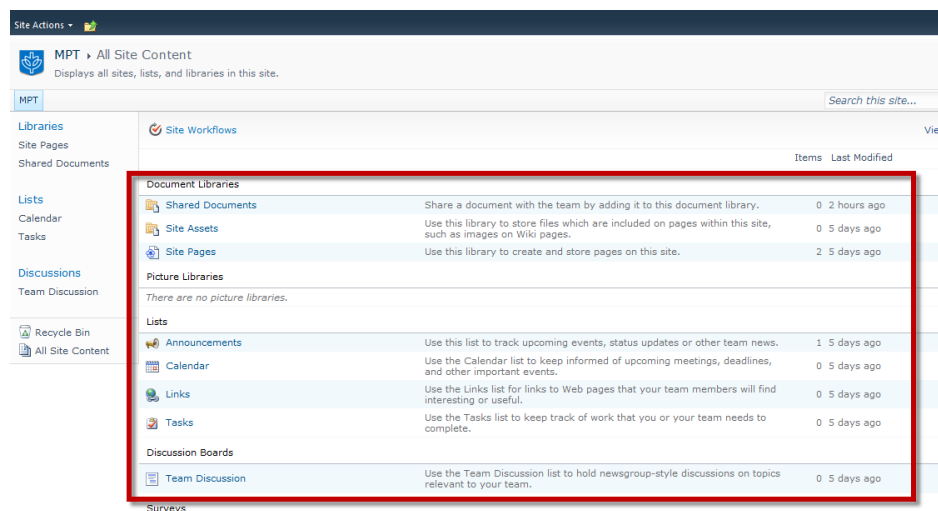 Site Actions
MPT ▸ All Site Content
Displays all sites, lists, and libraries in this site.
MPT
Search this site...
Libraries
Site Pages
Shared Documents
Lists
Calendar
Tasks
Discussions
Team Discussion
Recycle Bin
All Site Content
Site Workflows
Vie
Items Last Modified
Document Libraries
Shared Documents Share a document with the team by adding it to this document library. 0 2 hours ago
Site Assets Use this library to store files which are included on pages within this site,
such as images on Wiki pages. 0 5 days ago
Site Pages Use this library to create and store pages on this site. 2 5 days ago
Picture Libraries
There are no picture libraries.
Lists
Announcements Use this list to track upcoming events, status updates or other team news. 1 5 days ago
Calendar Use the Calendar list to keep informed of upcoming meetings, deadlines,
and other important events. 0 5 days ago
Links Use the Links list for links to Web pages that your team members will find
interesting or useful. 0 5 days ago
Tasks Use the Tasks list to keep track of work that you or your team needs to
complete. 0 5 days ago
Discussion Boards
Team Discussion Use the Team Discussion list to hold newsgroup-style discussions on topics
relevant to your team. 0 5 days ago
Surveys